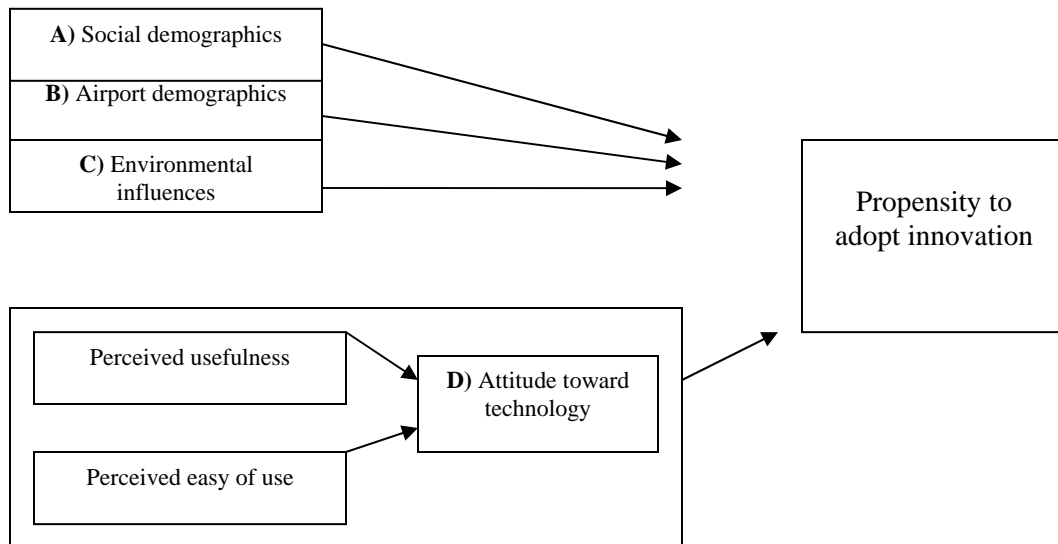 A) Social demographics
B) Airport demographics
C) Environmental
influences
Propensity to
adopt innovation
Perceived usefulness
D) Attitude toward
technology
Perceived easy of use